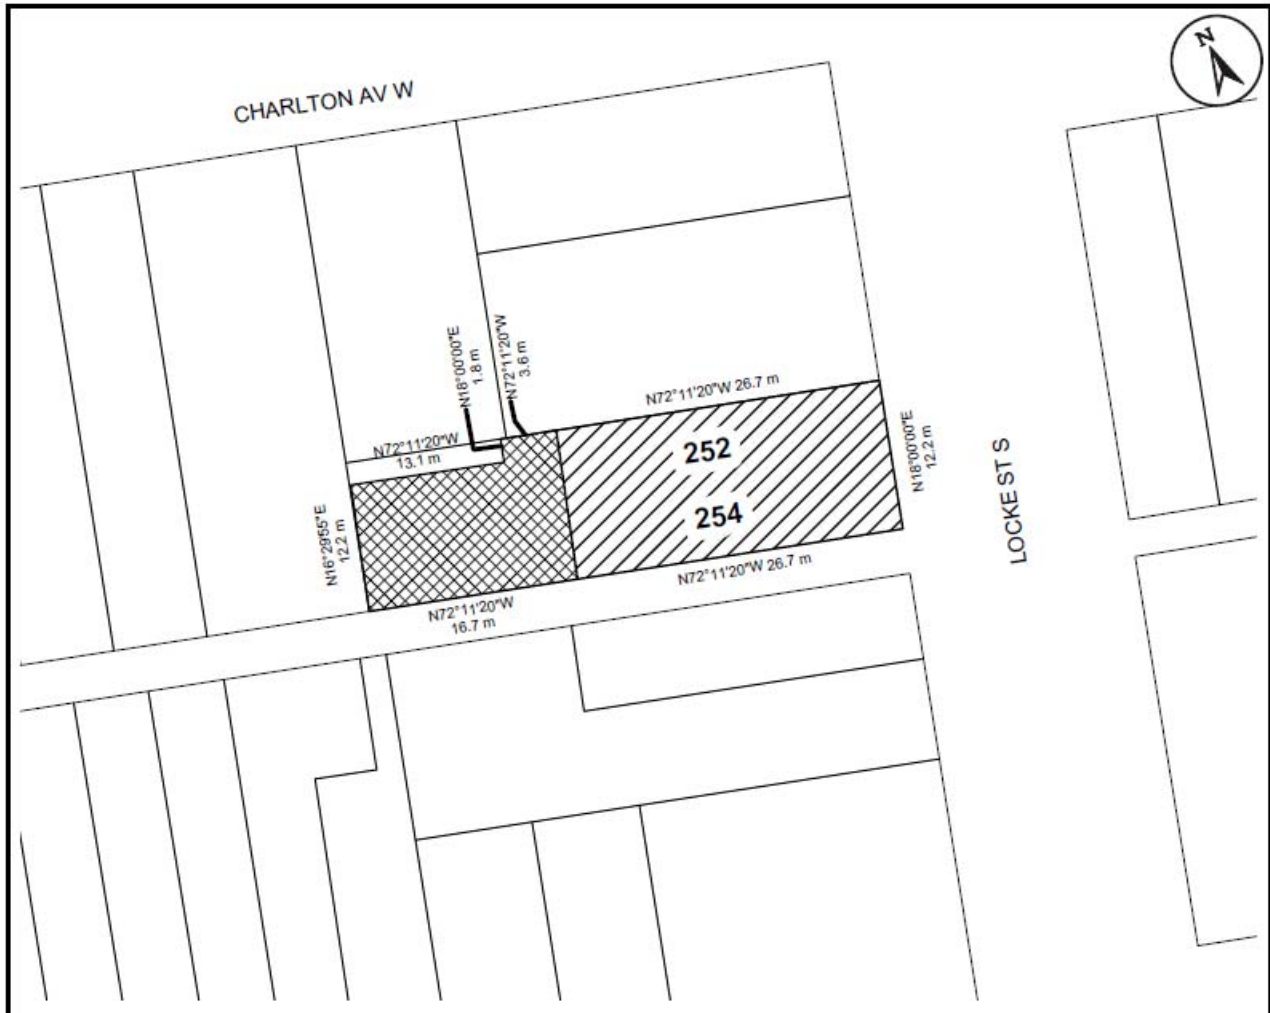 N
CHARLTON AV W
N18°00'00"E
1.8 m
N72°11'20"W
3.6 m
N72°11'20"W 26.7 m
N72°11'20"W
13.1 m
252
254
N18°00'00"E
12.2 m
LOCKE ST S
N16°29'55"E
12.2 m
N72°11'20"W 26.7 m
N72°11'20"W
16.7 m